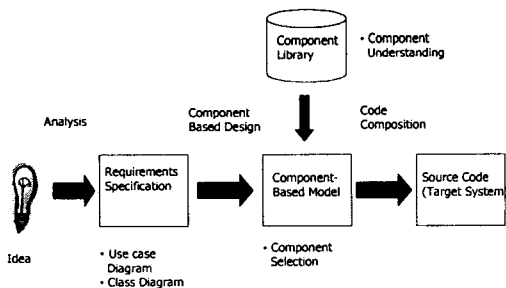 Component
Library
• Component
Understanding
Analysis
Component
Based Design
Code
Composition
Requirements
Specification
Component-
Based Model
Source Code
(Target System)
Idea
• Use case
Diagram
• Class Diagram
• Component
Selection